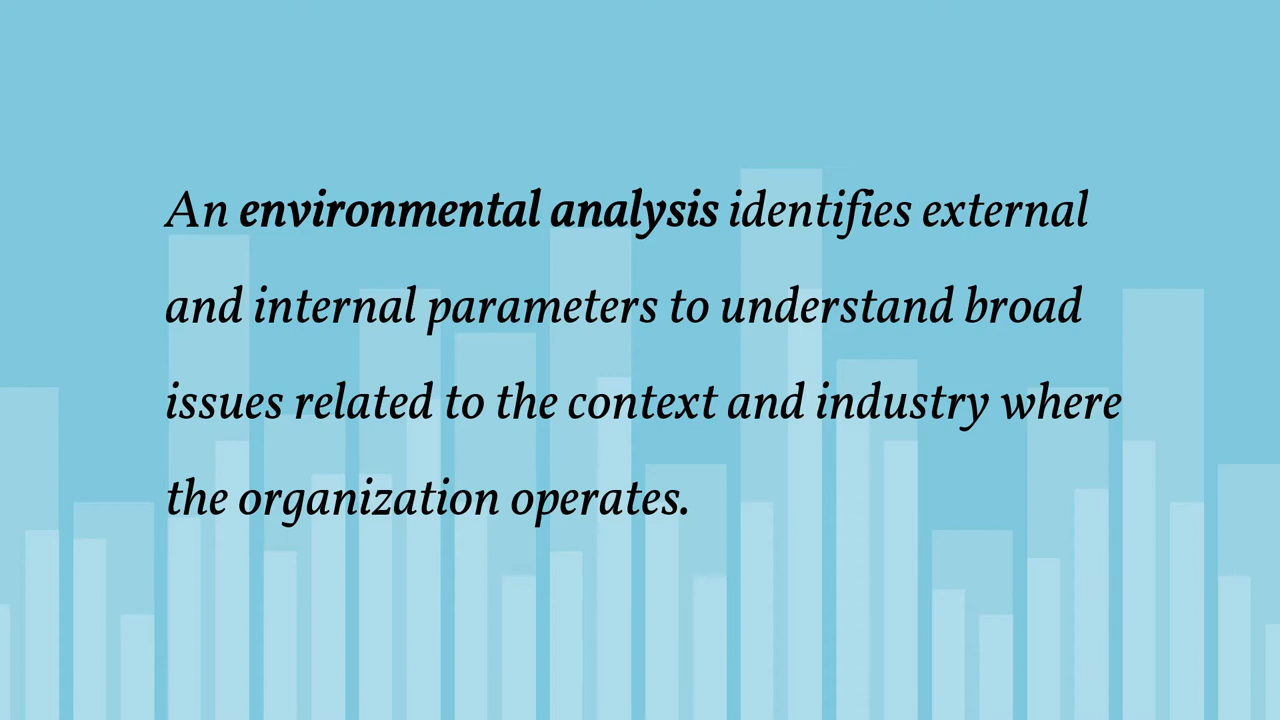 An environmental analysis identifies external
and internal parameters to understand broad
issues related to the context and industry where
the organization operates.